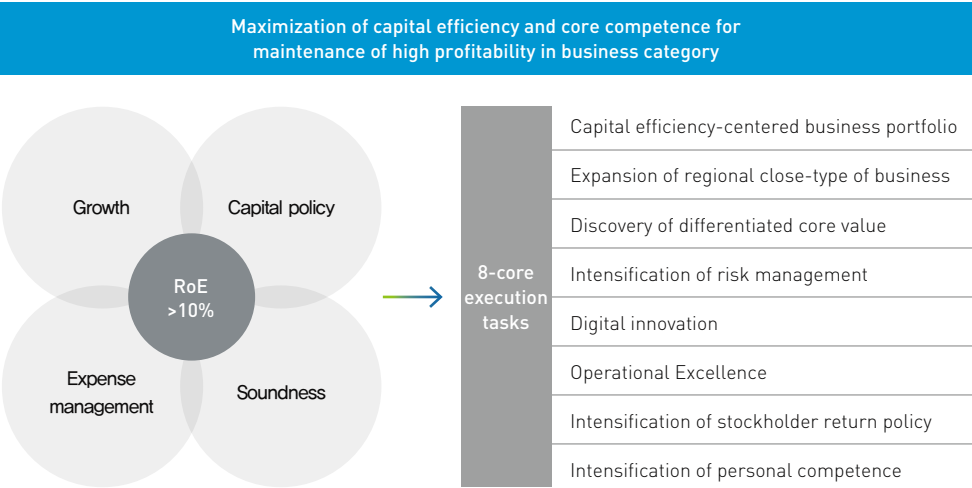 Maximization of capital efficiency and core competence for
maintenance of high profitability in business category
Growth
Capital policy
RoE
>10%
Expense
management
Soundness
8-core
execution
tasks
Capital efficiency-centered business portfolio
Expansion of regional close-type of business
Discovery of differentiated core value
Intensification of risk management
Digital innovation
Operational Excellence
Intensification of stockholder return policy
Intensification of personal competence